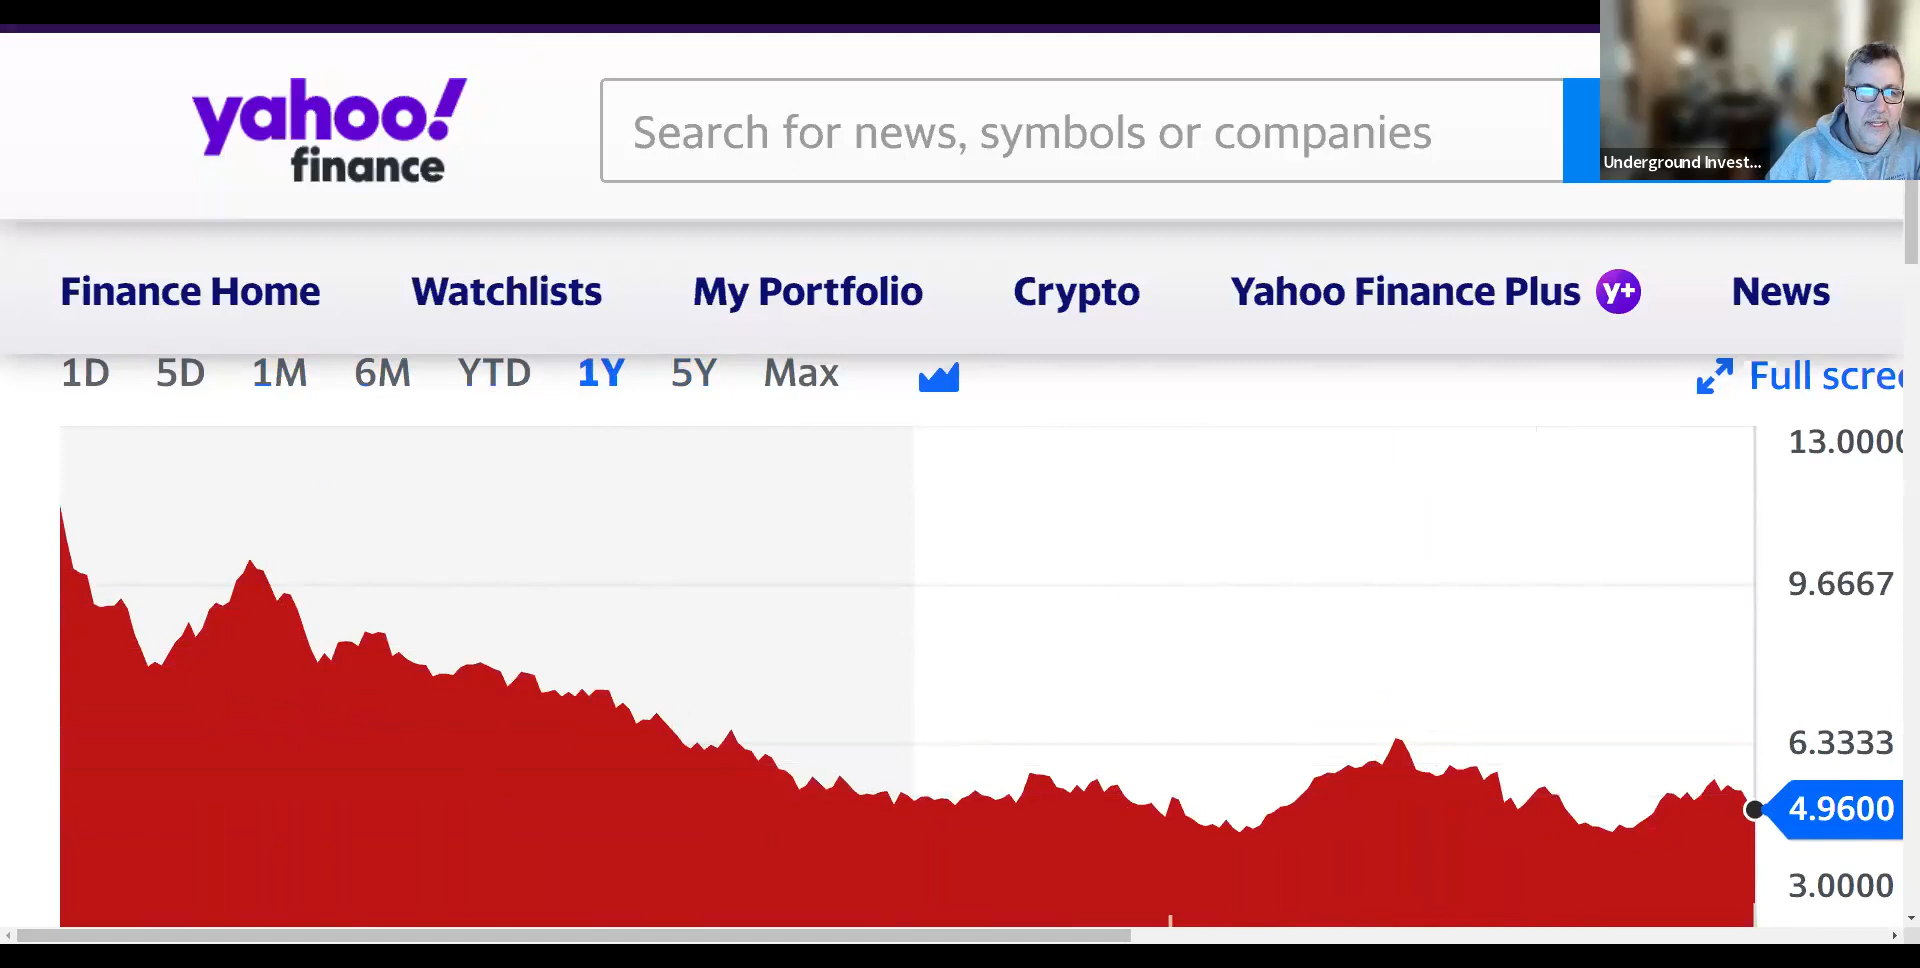 yahoo!
finance
Search for news, symbols or companies
Underground Invest...
Finance Home Watchlists My Portfolio Crypto Yahoo Finance Plus y+ News
1D 5D 1M 6M YTD 1Y 5Y Max Full scree
13.0000
9.6667
6.3333
4.9600
3.0000